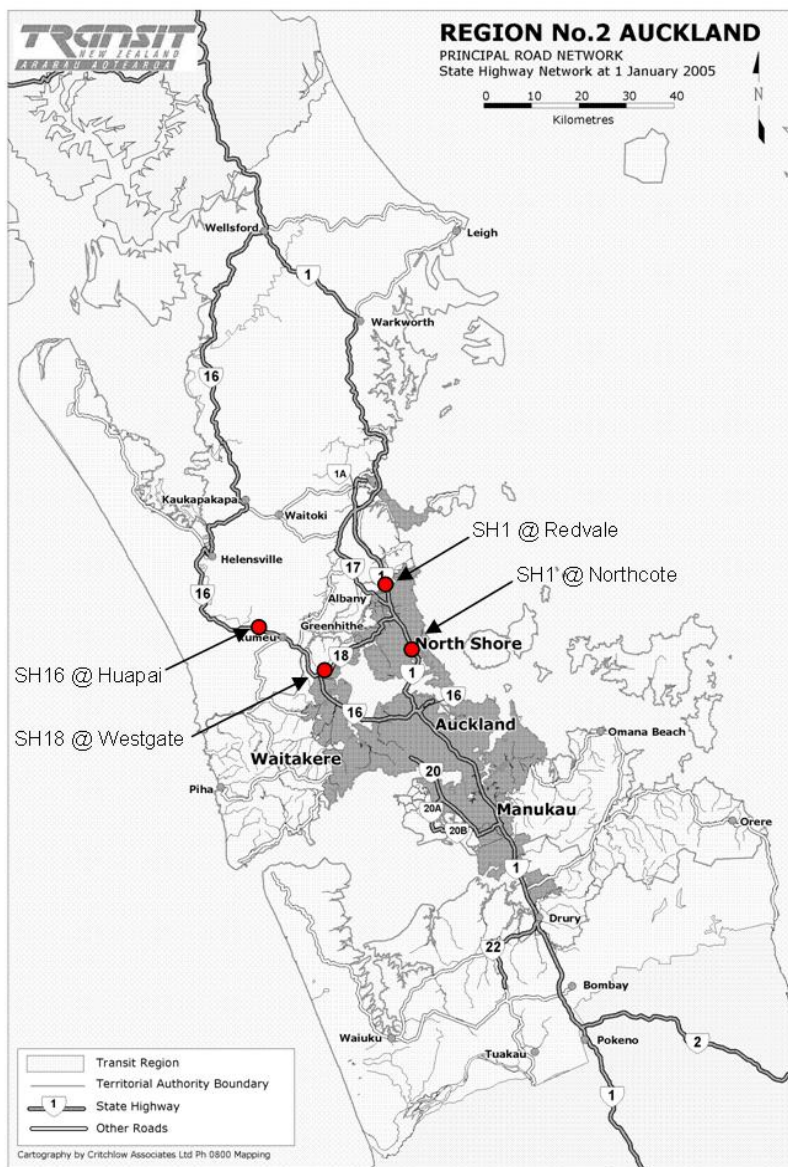 TRANSIT
NEW ZEALAND
ARARAU AOTEAROA
REGION No.2 AUCKLAND
PRINCIPAL ROAD NETWORK
State Highway Network at 1 January 2005
0 10 20 30 40
Kilometres
N
Wellsford
Leigh
1
Warkworth
16
1A
Kaukapakapa
Waitoki
SH1 @ Redvale
Helensville
17
1
SH1 @ Northcote
16
Albany
Greenhithe
Kumeu
North Shore
18
SH16 @ Huapai
1
16
16
SH18 @ Westgate
Auckland
Omana Beach
Waitakere
20
Piha
Manukau
20A
20B
Orere
1
Drury
22
Bombay
Waiuku
Pokeno
2
Tuakau
1
Transit Region
Territorial Authority Boundary
1 State Highway
Other Roads
Cartography by Critchlow Associates Ltd Ph 0800 Mapping